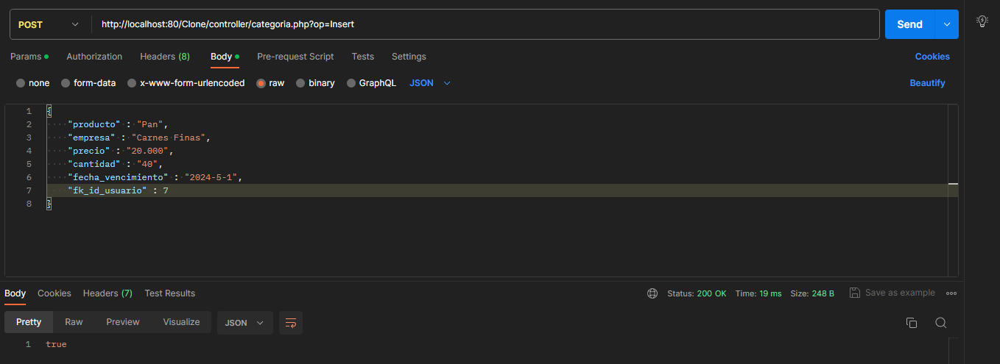 POST http://localhost:80/Clone/controller/categoria.php?op=Insert Send
Params Authorization Headers (8) Body Pre-request Script Tests Settings Cookies
none form-data x-www-form-urlencoded raw binary GraphQL JSON Beautify
1 {
2 "producto" : "Pan",
3 "empresa" : "Carnes Finas",
4 "precio" : "20.000",
5 "cantidad" : "40",
6 "fecha_vencimiento" : "2024-5-1",
7 "fk_id_usuario" : 7
8 }
Body Cookies Headers (7) Test Results Status: 200 OK Time: 19 ms Size: 248 B Save as example
Pretty Raw Preview Visualize JSON
1 true